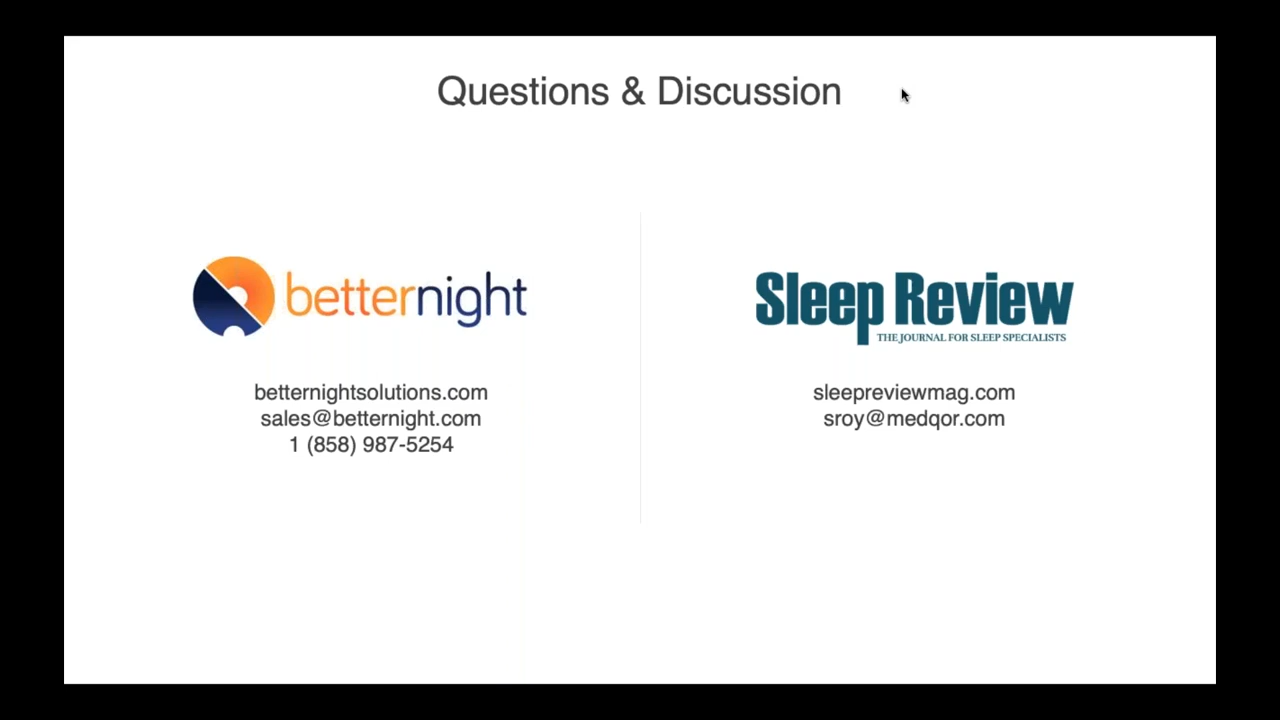 Questions & Discussion
betternight
betternightsolutions.com
sales@betternight.com
1 (858) 987-5254
Sleep Review
THE JOURNAL FOR SLEEP SPECIALISTS
sleepreviewmag.com
sroy@medqor.com